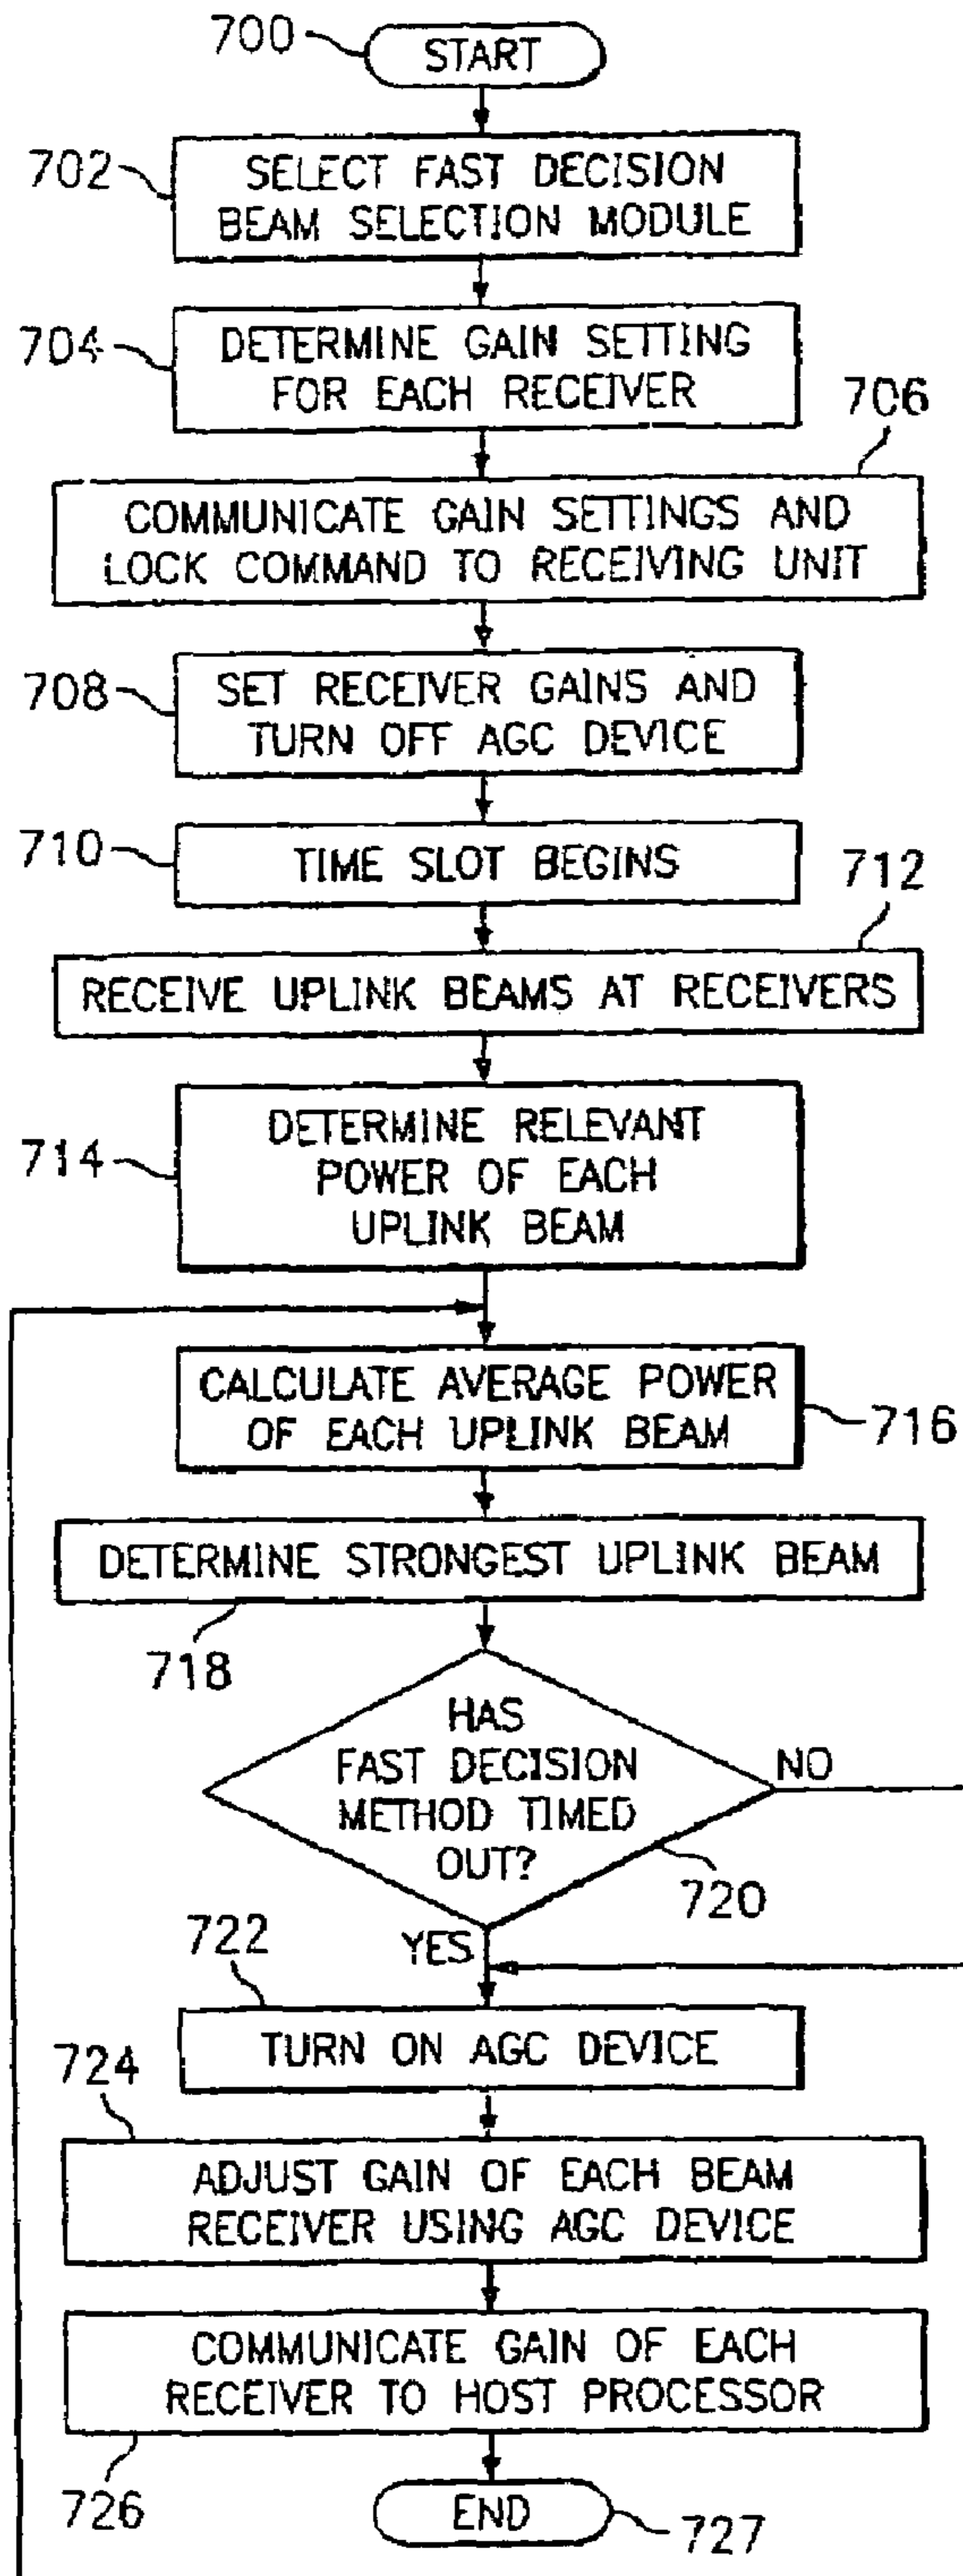 700
START
702
SELECT FAST DECISION
BEAM SELECTION MODULE
704
DETERMINE GAIN SETTING
FOR EACH RECEIVER
706
COMMUNICATE GAIN SETTINGS AND
LOCK COMMAND TO RECEIVING UNIT
708
SET RECEIVER GAINS AND
TURN OFF AGC DEVICE
710
TIME SLOT BEGINS
712
RECEIVE UPLINK BEAMS AT RECEIVERS
714
DETERMINE RELEVANT
POWER OF EACH
UPLINK BEAM
CALCULATE AVERAGE POWER
OF EACH UPLINK BEAM
716
DETERMINE STRONGEST UPLINK BEAM
718
HAS
FAST DECISION
METHOD TIMED
OUT?
NO
720
YES
722
TURN ON AGC DEVICE
724
ADJUST GAIN OF EACH BEAM
RECEIVER USING AGC DEVICE
COMMUNICATE GAIN OF EACH
RECEIVER TO HOST PROCESSOR
726
END
727